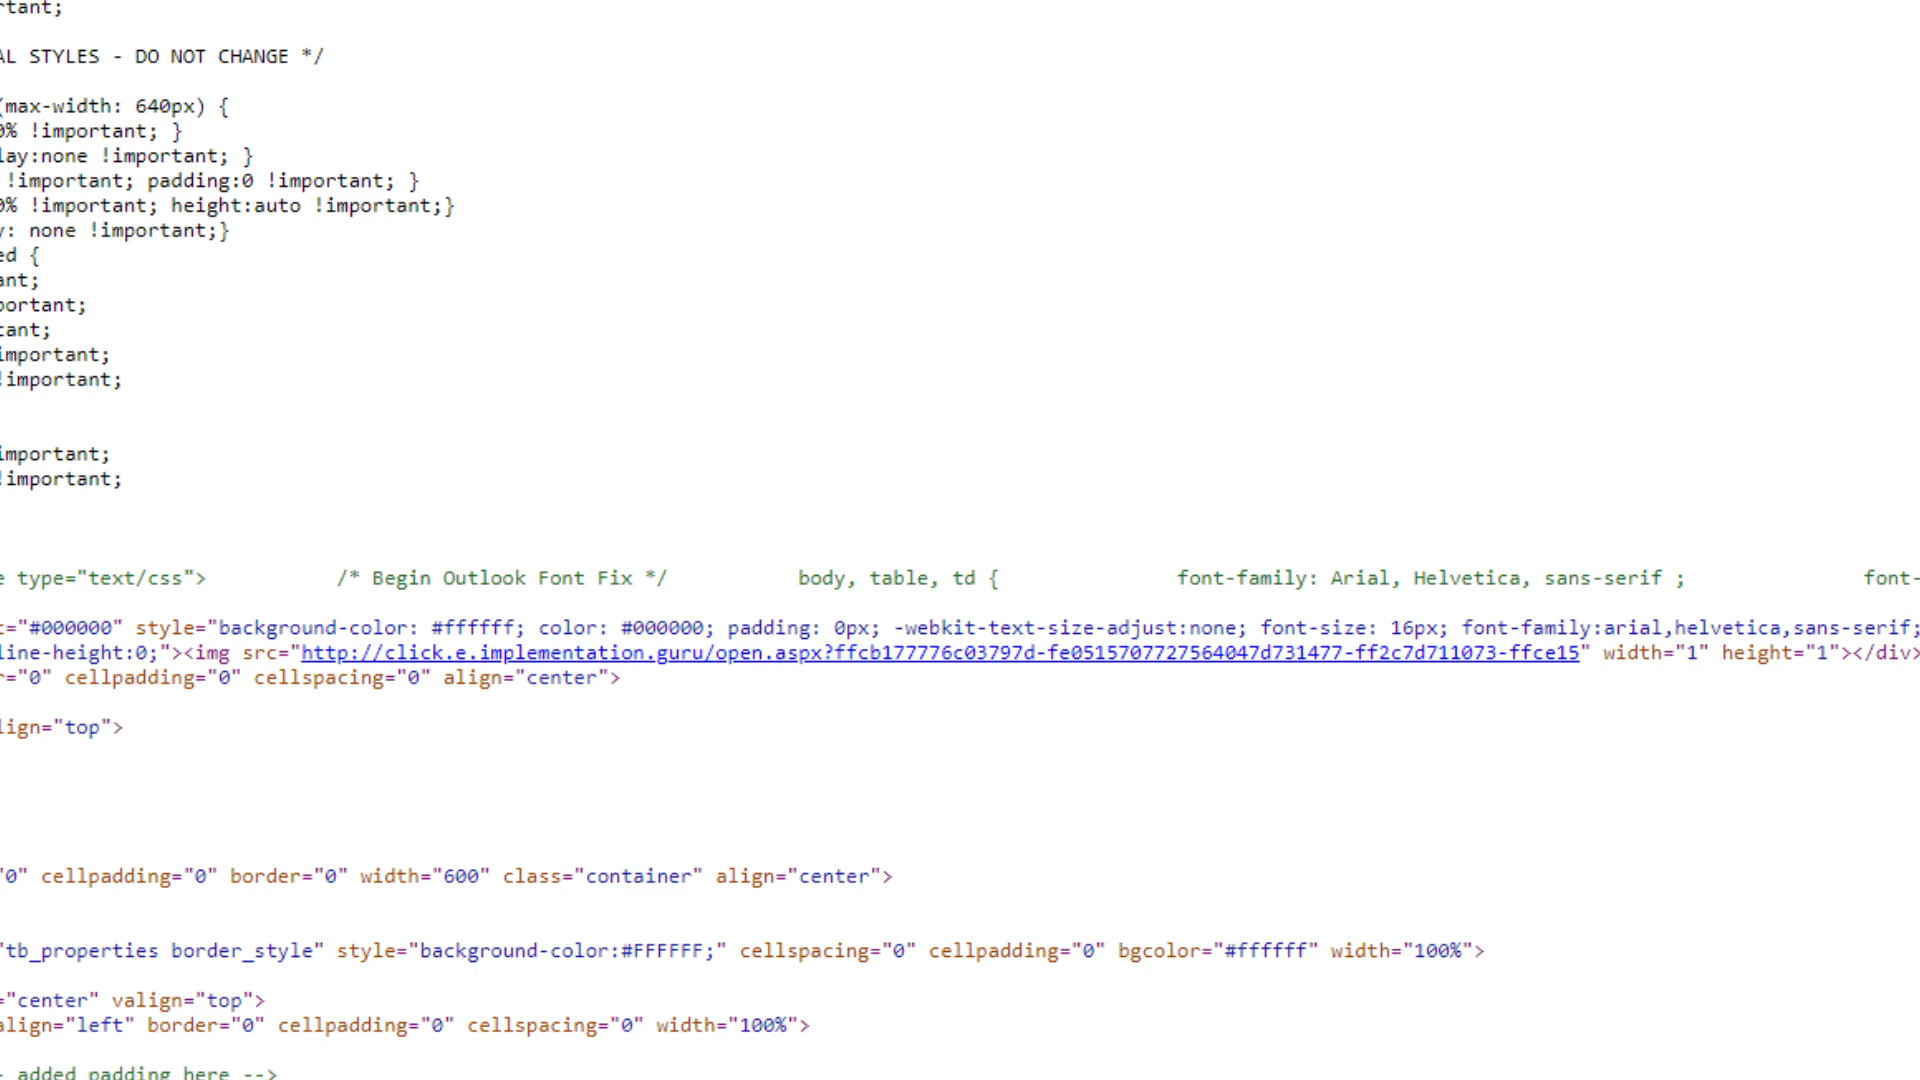 rtant;
AL STYLES - DO NOT CHANGE */
(max-width: 640px) {
0% !important; }
lay:none !important; }
!important; padding:0 !important; }
0% !important; height:auto !important;}
y: none !important;}
ed {
ant;
portant;
tant;
important;
!important;
important;
!important;
e type="text/css"> /* Begin Outlook Font Fix */ body, table, td { font-family: Arial, Helvetica, sans-serif ; font-
t="#000000" style="background-color: #ffffff; color: #000000; padding: 0px; -webkit-text-size-adjust:none; font-size: 16px; font-family:arial,helvetica,sans-serif;
line-height:0;"><img src="http://click.e.implementation.guru/open.aspx?ffcb177776c03797d-fe0515707727564047d731477-ff2c7d711073-ffce15" width="1" height="1"></div>
r="0" cellpadding="0" cellspacing="0" align="center">
lign="top">
"0" cellpadding="0" border="0" width="600" class="container" align="center">
"tb_properties border_style" style="background-color:#FFFFFF;" cellspacing="0" cellpadding="0" bgcolor="#ffffff" width="100%">
="center" valign="top">
align="left" border="0" cellpadding="0" cellspacing="0" width="100%">
- added padding here -->